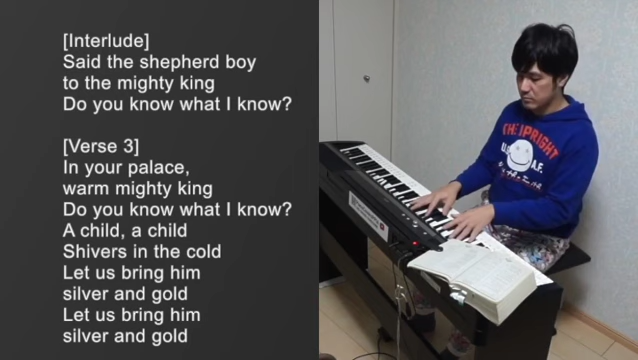 [Interlude]
Said the shepherd boy
to the mighty king
Do you know what I know?
[Verse 3]
In your palace,
warm mighty king
Do you know what I know?
A child, a child
Shivers in the cold
Let us bring him
silver and gold
Let us bring him
silver and gold
THE UPRIGHT